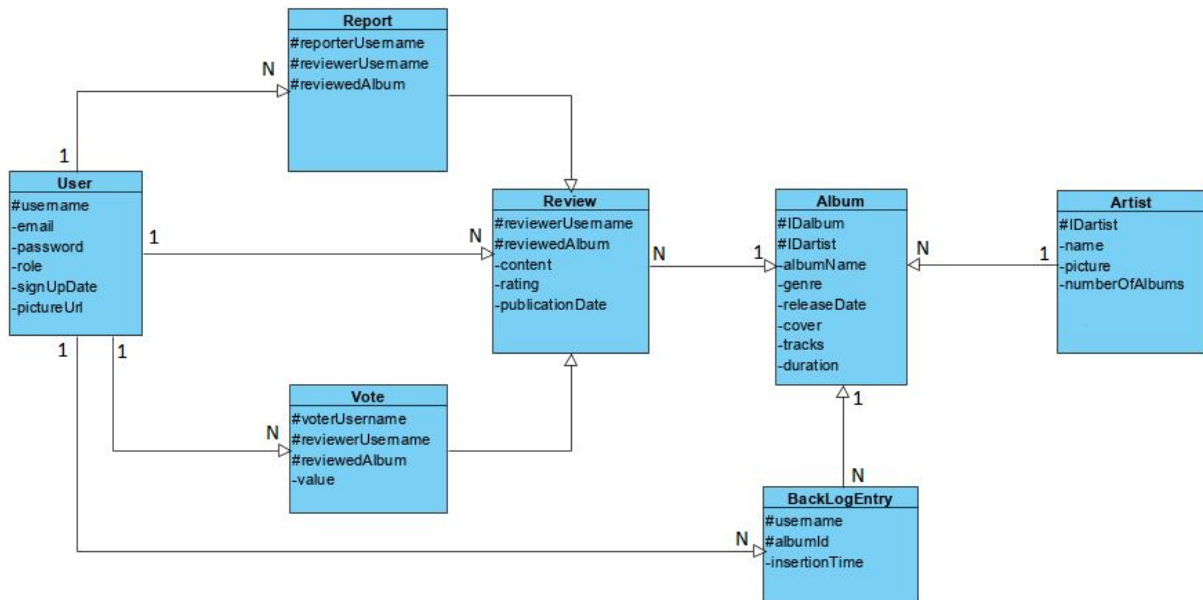 Report
#reporterUsername
#reviewerUsername
#reviewedAlbum
N
1
User
#username
-email
-password
-role
-signUpDate
-pictureUrl
1
N
Review
#reviewerUsername
#reviewedAlbum
-content
-rating
-publicationDate
N
1
Album
#IDalbum
#IDartist
-albumName
-genre
-releaseDate
-cover
-tracks
-duration
N
1
Artist
#IDartist
-name
-picture
-numberOfAlbums
1
1
N
Vote
#voterUsername
#reviewerUsername
#reviewedAlbum
-value
1
N
N
BackLogEntry
#username
#albumId
-insertionTime